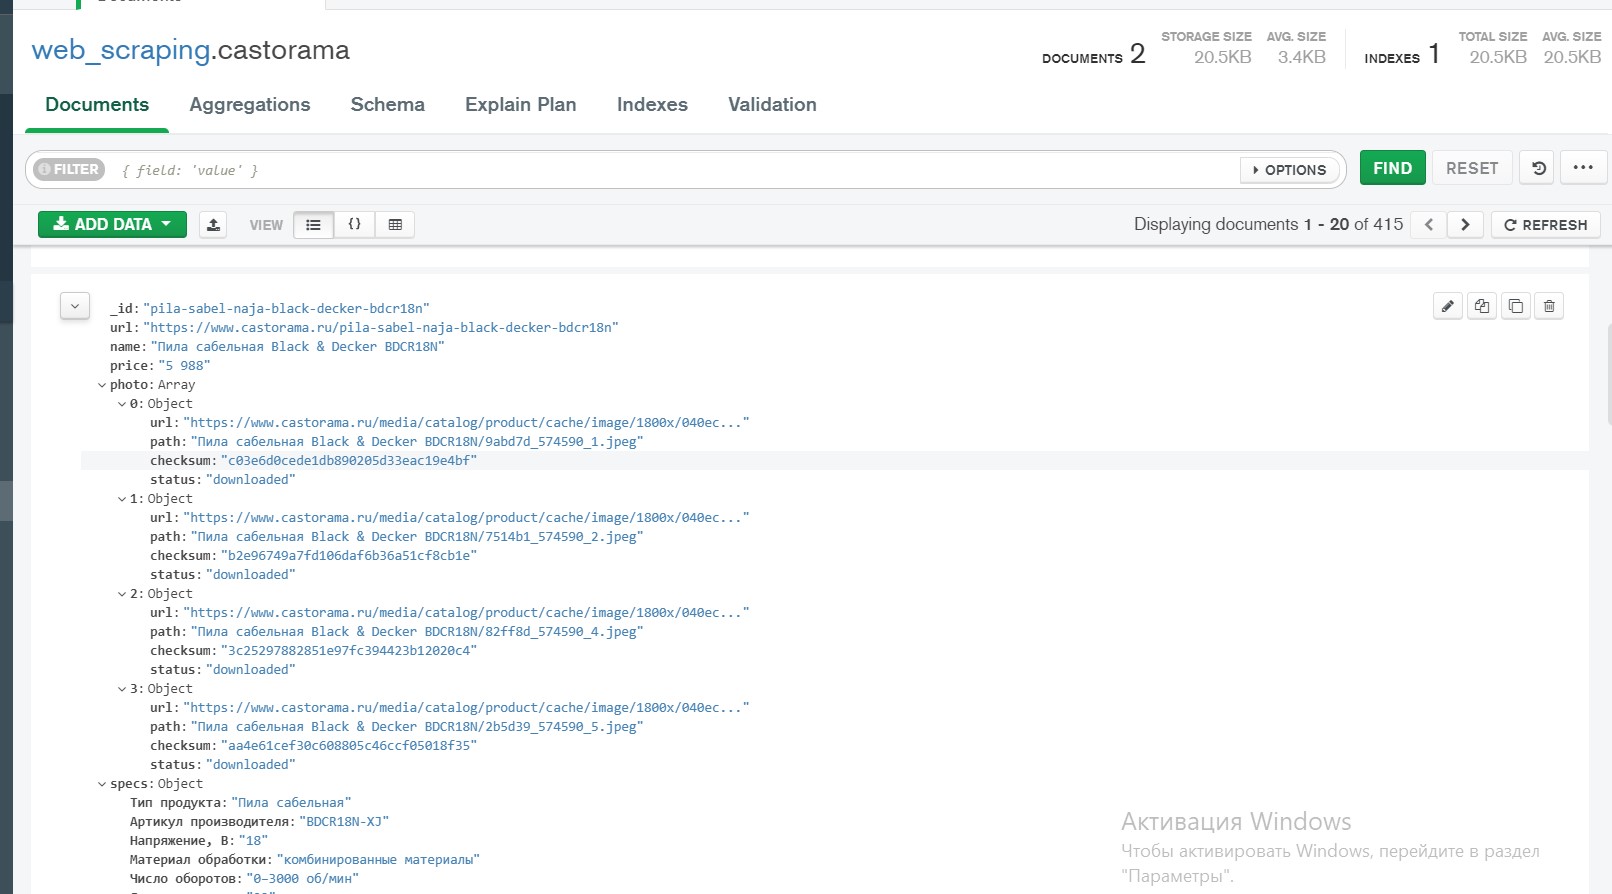 web_scraping.castorama
DOCUMENTS 2
STORAGE SIZE 20.5KB
AVG. SIZE 3.4KB
INDEXES 1
TOTAL SIZE 20.5KB
AVG. SIZE 20.5KB
Documents Aggregations Schema Explain Plan Indexes Validation
FILTER { field: 'value' } OPTIONS FIND RESET
ADD DATA VIEW {} Displaying documents 1 - 20 of 415 REFRESH
_id: "pila-sabel-naja-black-decker-bdcr18n"
url: "https://www.castorama.ru/pila-sabel-naja-black-decker-bdcr18n"
name: "Пила сабельная Black & Decker BDCR18N"
price: "5 988"
photo: Array
0: Object
url: "https://www.castorama.ru/media/catalog/product/cache/image/1800x/040ec..."
path: "Пила сабельная Black & Decker BDCR18N/9abd7d_574590_1.jpeg"
checksum: "c03e6d0cede1db890205d33eac19e4bf"
status: "downloaded"
1: Object
url: "https://www.castorama.ru/media/catalog/product/cache/image/1800x/040ec..."
path: "Пила сабельная Black & Decker BDCR18N/7514b1_574590_2.jpeg"
checksum: "b2e96749a7fd106daf6b36a51cf8cb1e"
status: "downloaded"
2: Object
url: "https://www.castorama.ru/media/catalog/product/cache/image/1800x/040ec..."
path: "Пила сабельная Black & Decker BDCR18N/82ff8d_574590_4.jpeg"
checksum: "3c25297882851e97fc394423b12020c4"
status: "downloaded"
3: Object
url: "https://www.castorama.ru/media/catalog/product/cache/image/1800x/040ec..."
path: "Пила сабельная Black & Decker BDCR18N/2b5d39_574590_5.jpeg"
checksum: "aa4e61cef30c608805c46ccf05018f35"
status: "downloaded"
specs: Object
Тип продукта: "Пила сабельная"
Артикул производителя: "BDCR18N-XJ"
Напряжение, В: "18"
Материал обработки: "комбинированные материалы"
Число оборотов: "0–3000 об/мин"
Активация Windows
Чтобы активировать Windows, перейдите в раздел
"Параметры".